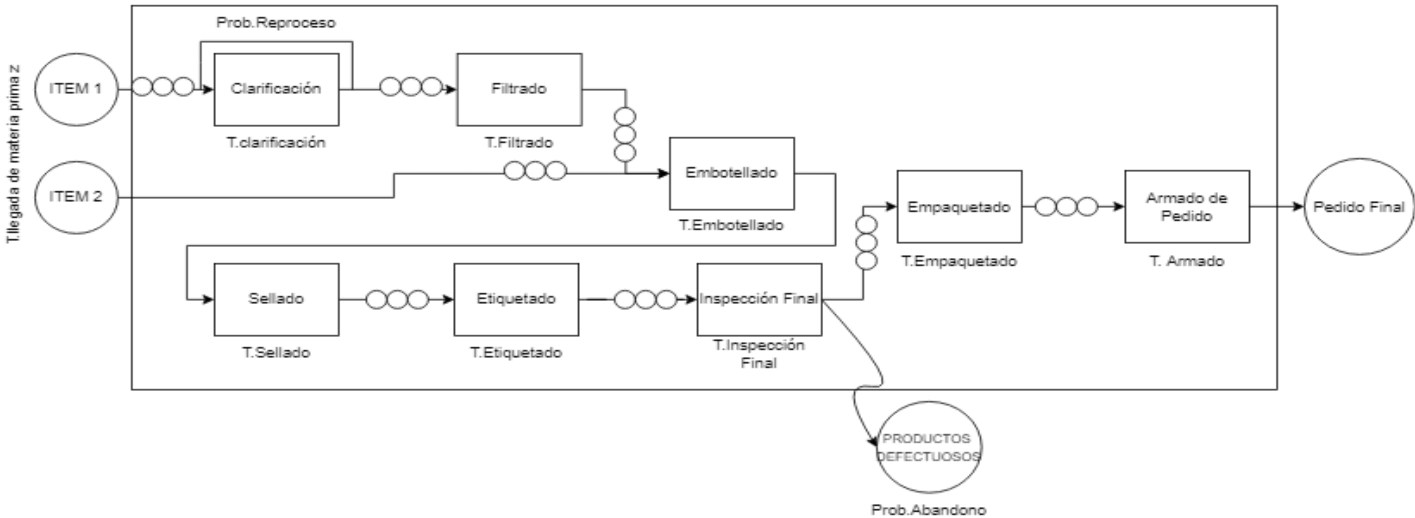 Prob.Reproceso
T.llegada de materia prima z
ITEM 1
Clarificación
T.clarificación
Filtrado
T.Filtrado
ITEM 2
Embotellado
T.Embotellado
Empaquetado
T.Empaquetado
Armado de
Pedido
T. Armado
Pedido Final
Sellado
T.Sellado
Etiquetado
T.Etiquetado
Inspección Final
T.Inspección
Final
PRODUCTOS
DEFECTUOSOS
Prob.Abandono